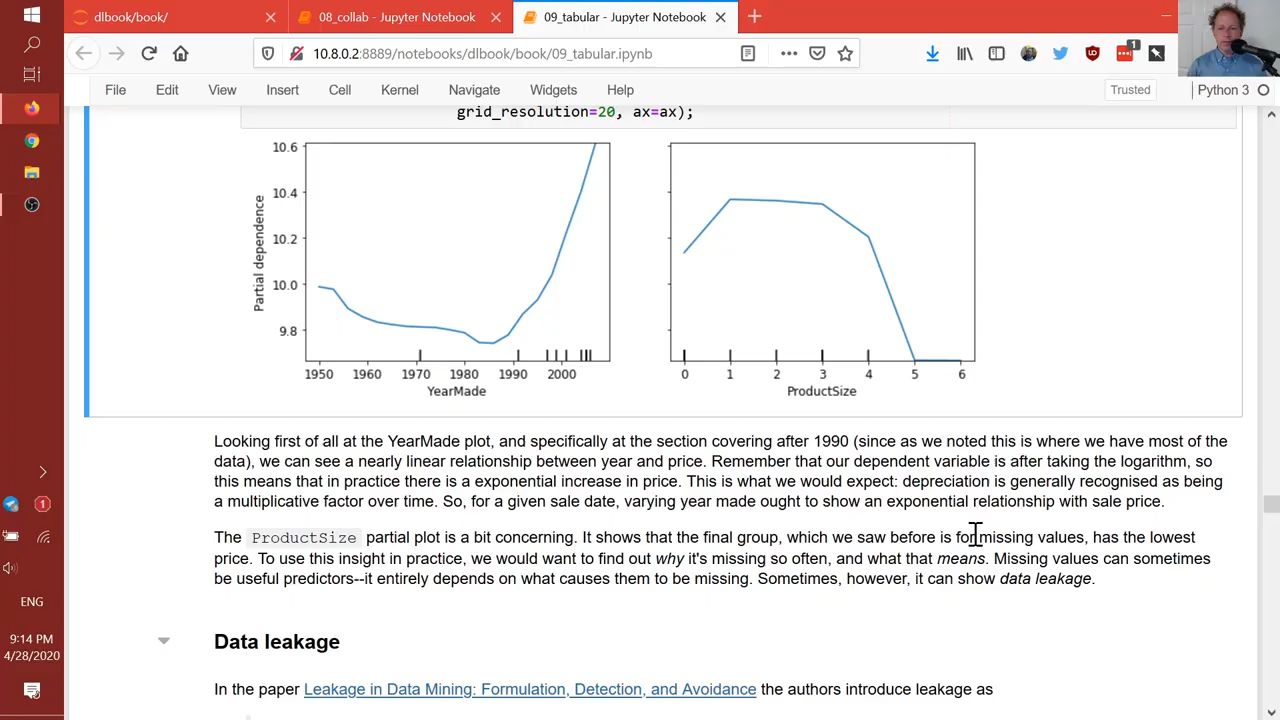 dlbook/book/
08_collab - Jupyter Notebook
09_tabular - Jupyter Notebook
10.8.0.2:8889/notebooks/dlbook/book/09_tabular.ipynb
1
File Edit View Insert Cell Kernel Navigate Widgets Help
Trusted
Python 3
grid_resolution=20, ax=ax);
Partial dependence
10.6
10.4
10.2
10.0
9.8
1950 1960 1970 1980 1990 2000
YearMade
0 1 2 3 4 5 6
ProductSize
Looking first of all at the YearMade plot, and specifically at the section covering after 1990 (since as we noted this is where we have most of the
data), we can see a nearly linear relationship between year and price. Remember that our dependent variable is after taking the logarithm, so
this means that in practice there is a exponential increase in price. This is what we would expect: depreciation is generally recognised as being
a multiplicative factor over time. So, for a given sale date, varying year made ought to show an exponential relationship with sale price.
The ProductSize partial plot is a bit concerning. It shows that the final group, which we saw before is for missing values, has the lowest
price. To use this insight in practice, we would want to find out why it's missing so often, and what that means. Missing values can sometimes
be useful predictors--it entirely depends on what causes them to be missing. Sometimes, however, it can show data leakage.
Data leakage
In the paper Leakage in Data Mining: Formulation, Detection, and Avoidance the authors introduce leakage as
1
ENG
9:14 PM
4/28/2020